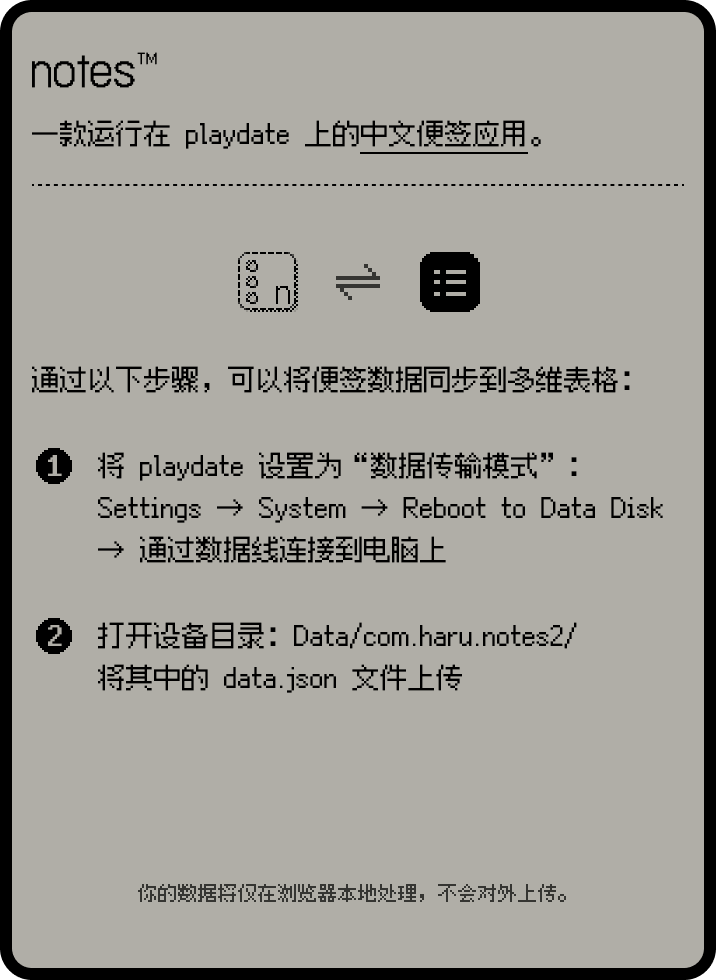 notes™
一款运行在 playdate 上的中文便签应用。
n
通过以下步骤，可以将便签数据同步到多维表格：
1 将 playdate 设置为“数据传输模式”：
Settings → System → Reboot to Data Disk
→ 通过数据线连接到电脑上
2 打开设备目录：Data/com.haru.notes2/
将其中的 data.json 文件上传
你的数据将仅在浏览器本地处理，不会对外上传。